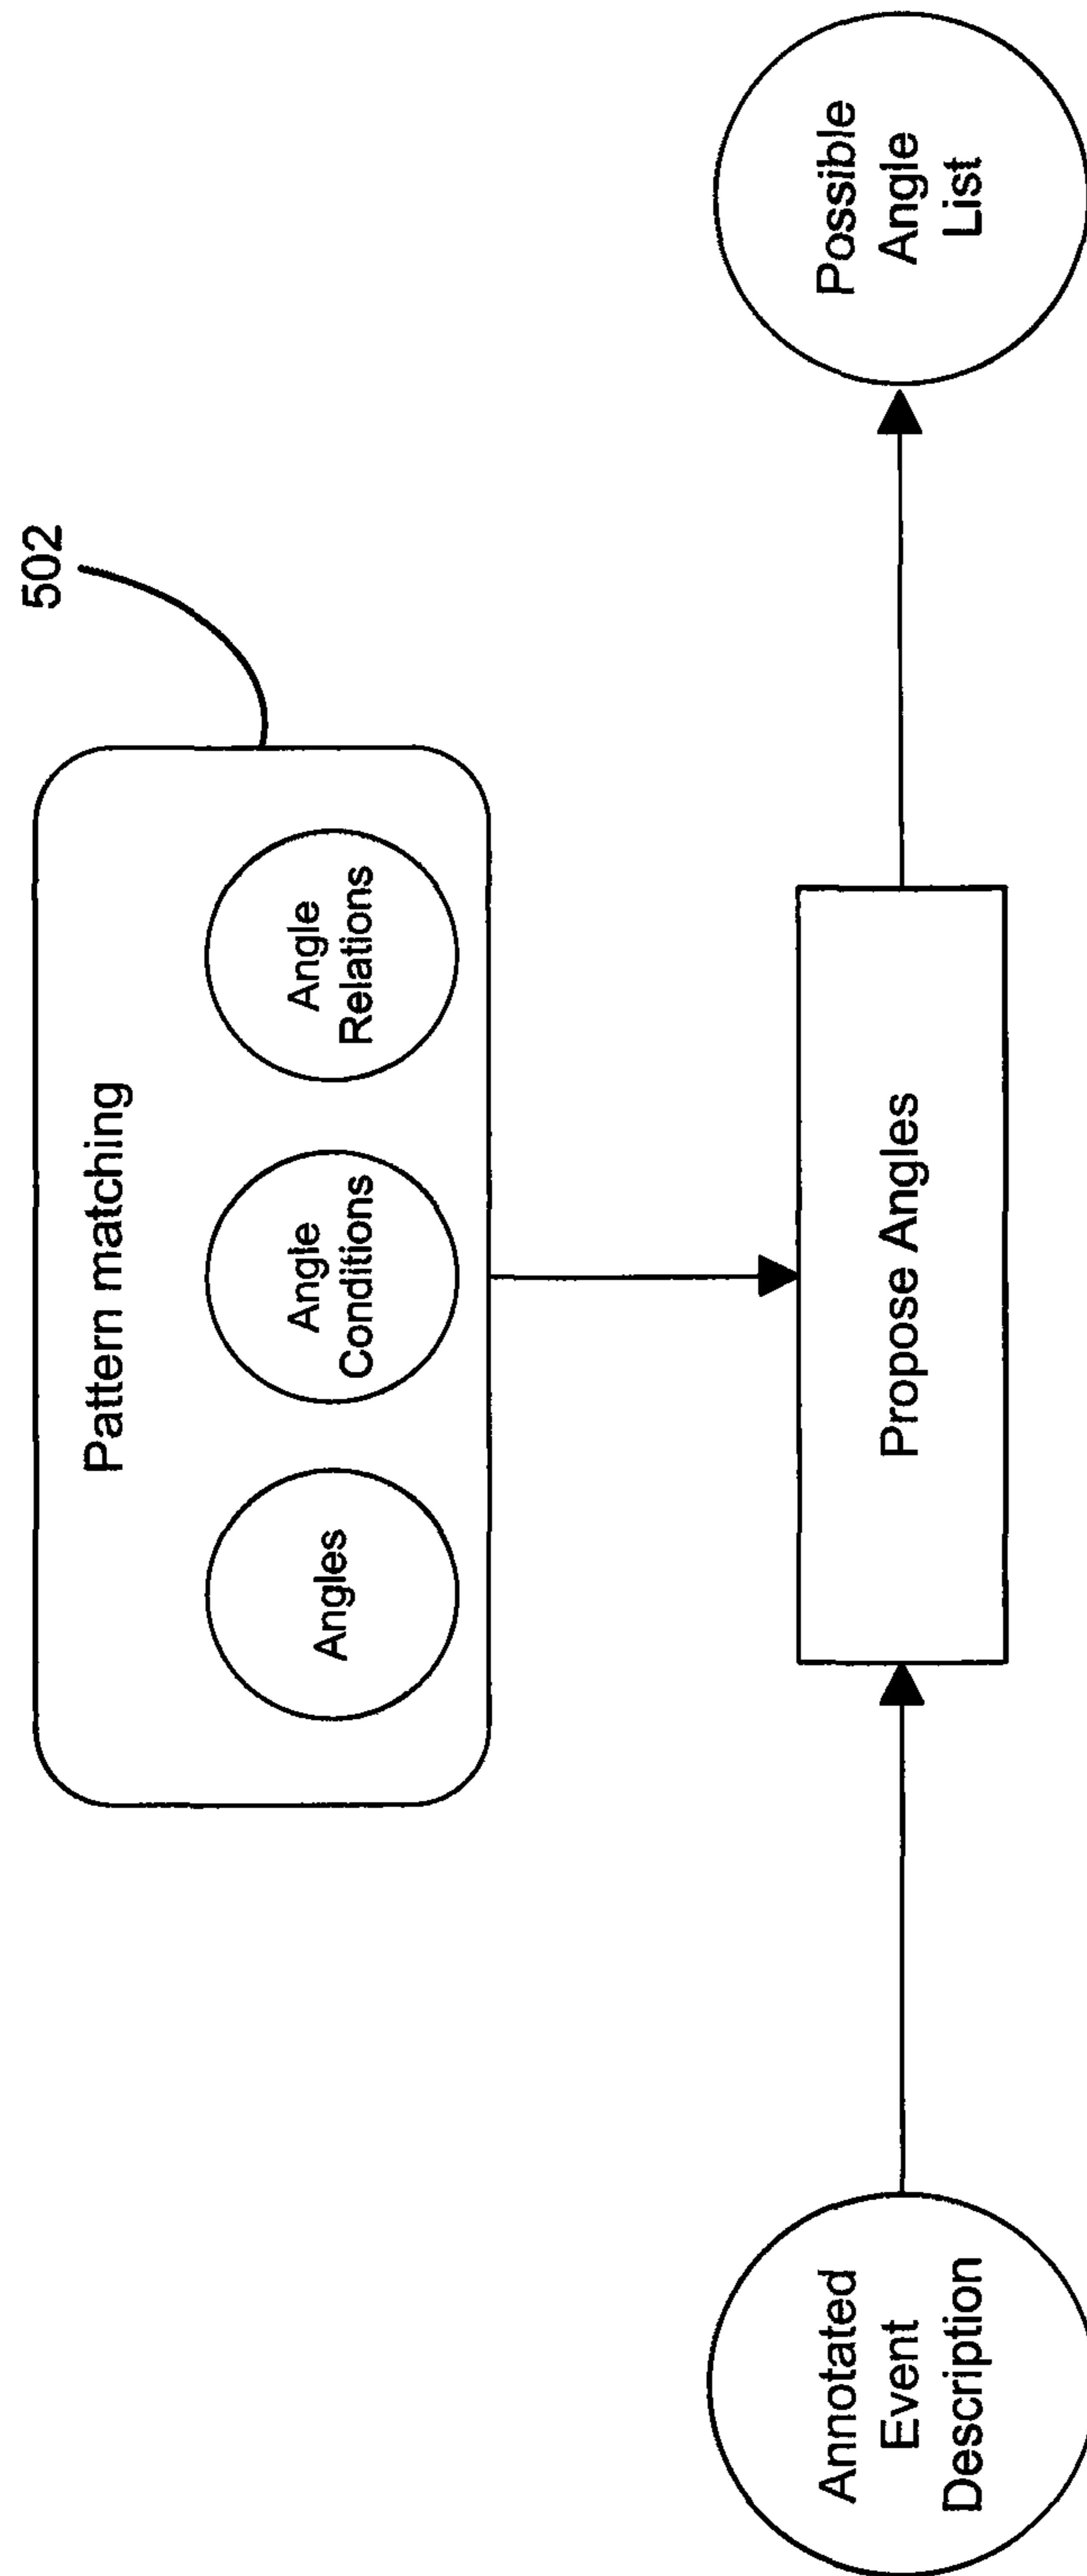 502
Pattern matching
Angles
Angle
Conditions
Angle
Relations
Annotated
Event
Description
Propose Angles
Possible
Angle
List